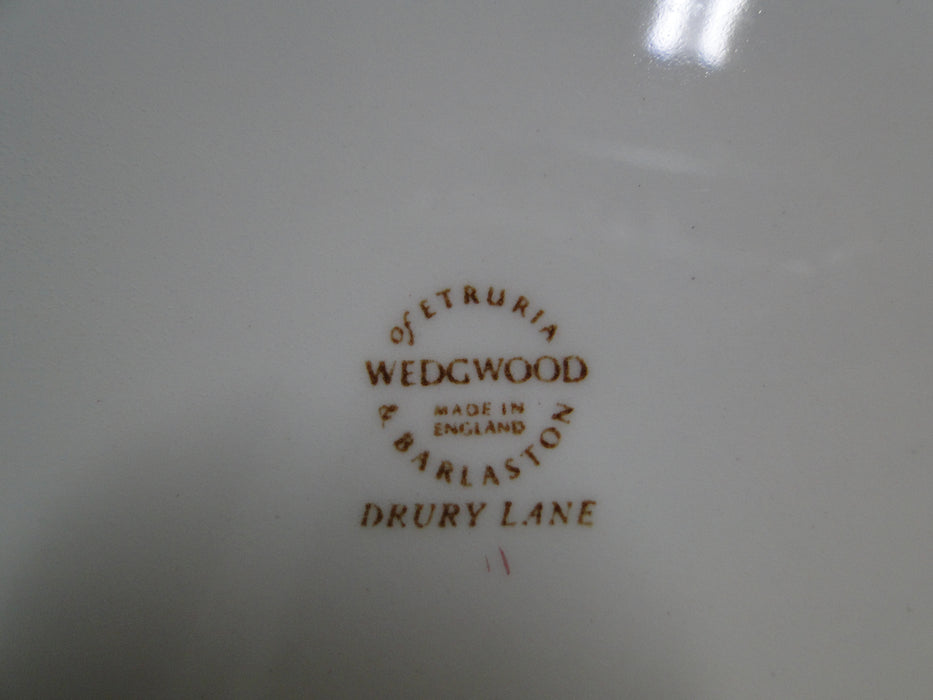 of ETRURIA
WEDGWOOD
MADE IN
ENGLAND
& BARLASTON
DRURY LANE